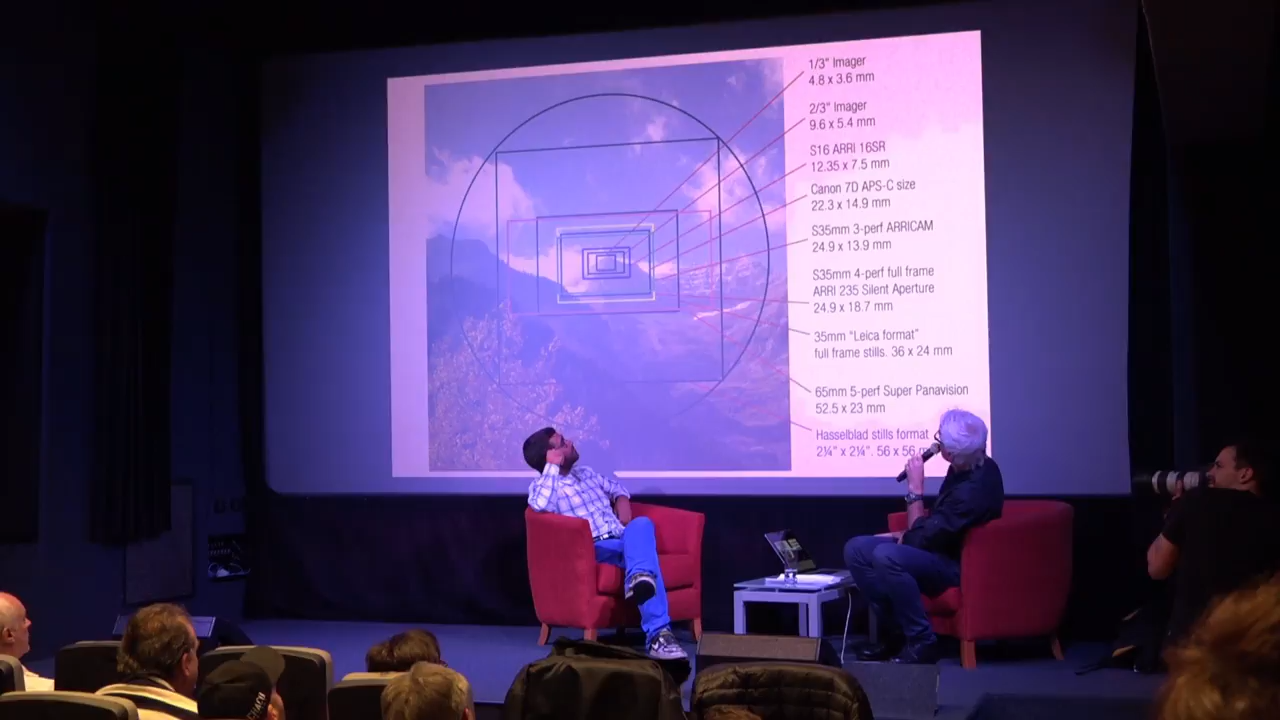 1/3" Imager
4.8 x 3.6 mm
2/3" Imager
9.6 x 5.4 mm
S16 ARRI 16SR
12.35 x 7.5 mm
Canon 7D APS-C size
22.3 x 14.9 mm
S35mm 3-perf ARRICAM
24.9 x 13.9 mm
S35mm 4-perf full frame
ARRI 235 Silent Aperture
24.9 x 18.7 mm
35mm "Leica format"
full frame stills. 36 x 24 mm
65mm 5-perf Super Panavision
52.5 x 23 mm
Hasselblad stills format
2¼" x 2¼". 56 x 56